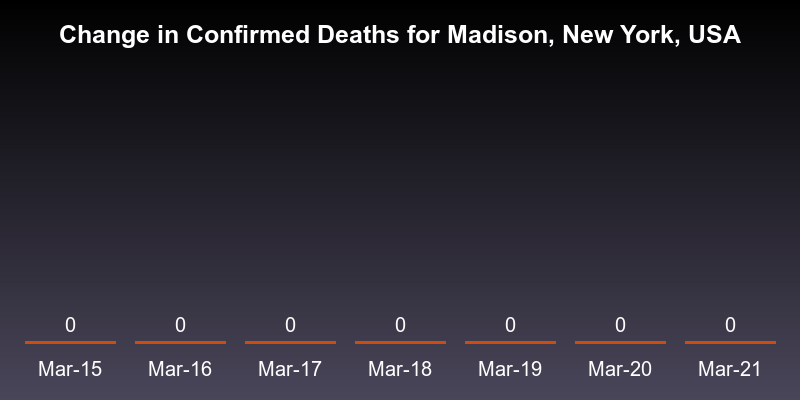 Change in Confirmed Deaths for Madison, New York, USA
0 0 0 0 0 0 0
Mar-15 Mar-16 Mar-17 Mar-18 Mar-19 Mar-20 Mar-21